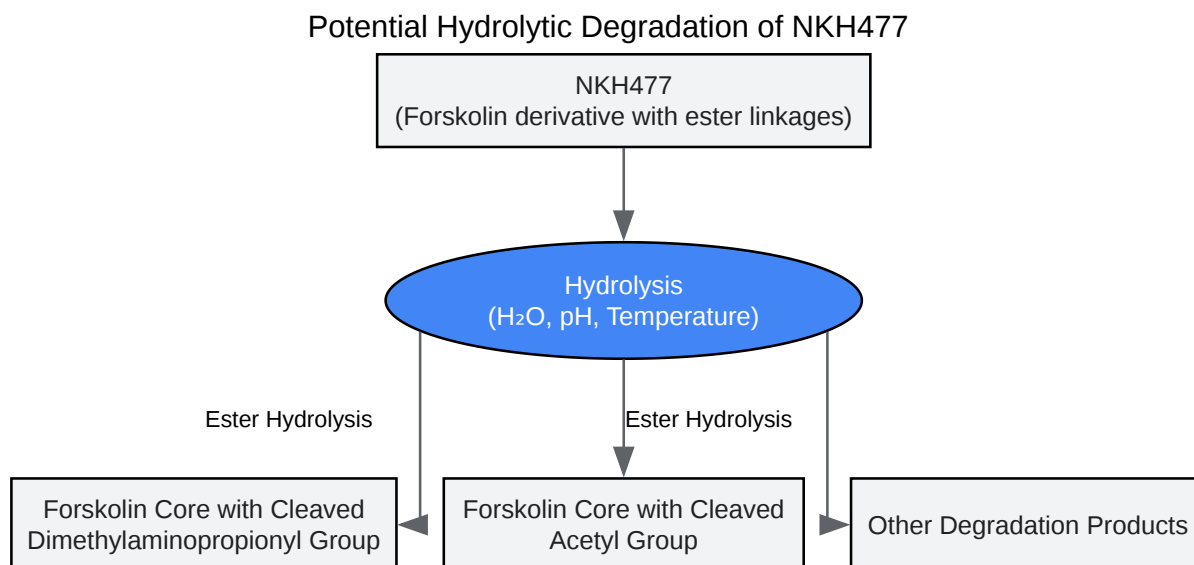 Potential Hydrolytic Degradation of NKH477
NKH477
(Forskolin derivative with ester linkages)
Hydrolysis
(H₂O, pH, Temperature)
Ester Hydrolysis
Ester Hydrolysis
Forskolin Core with Cleaved
Dimethylaminopropionyl Group
Forskolin Core with Cleaved
Acetyl Group
Other Degradation Products